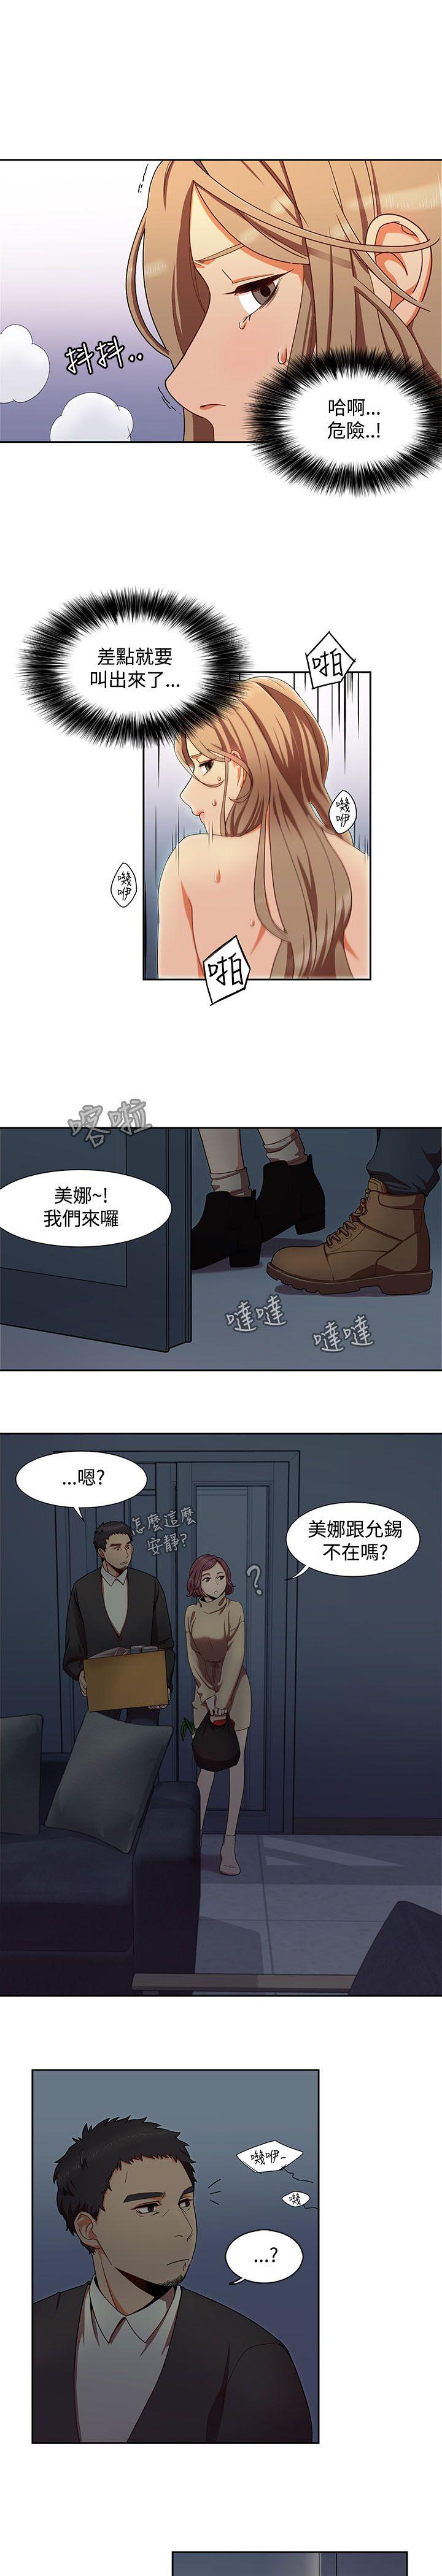 抖抖..
哈啊...
危險..!
差點就要
叫出來了...
啪
嘰咿
嘰咿
啪
喀啦
美娜~!
我們來囉
噠噠
噠噠
...嗯?
怎麼這麼
安靜?
?
美娜跟允錫
不在嗎?
嘰咿-
嘰
...?